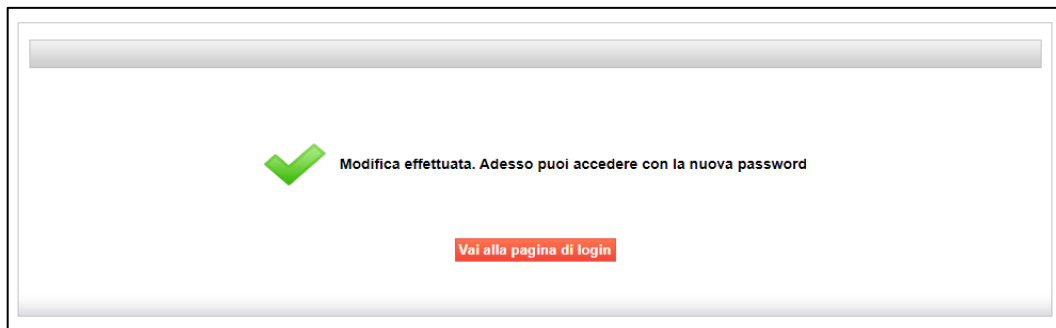 Modifica effettuata. Adesso puoi accedere con la nuova password
Vai alla pagina di login